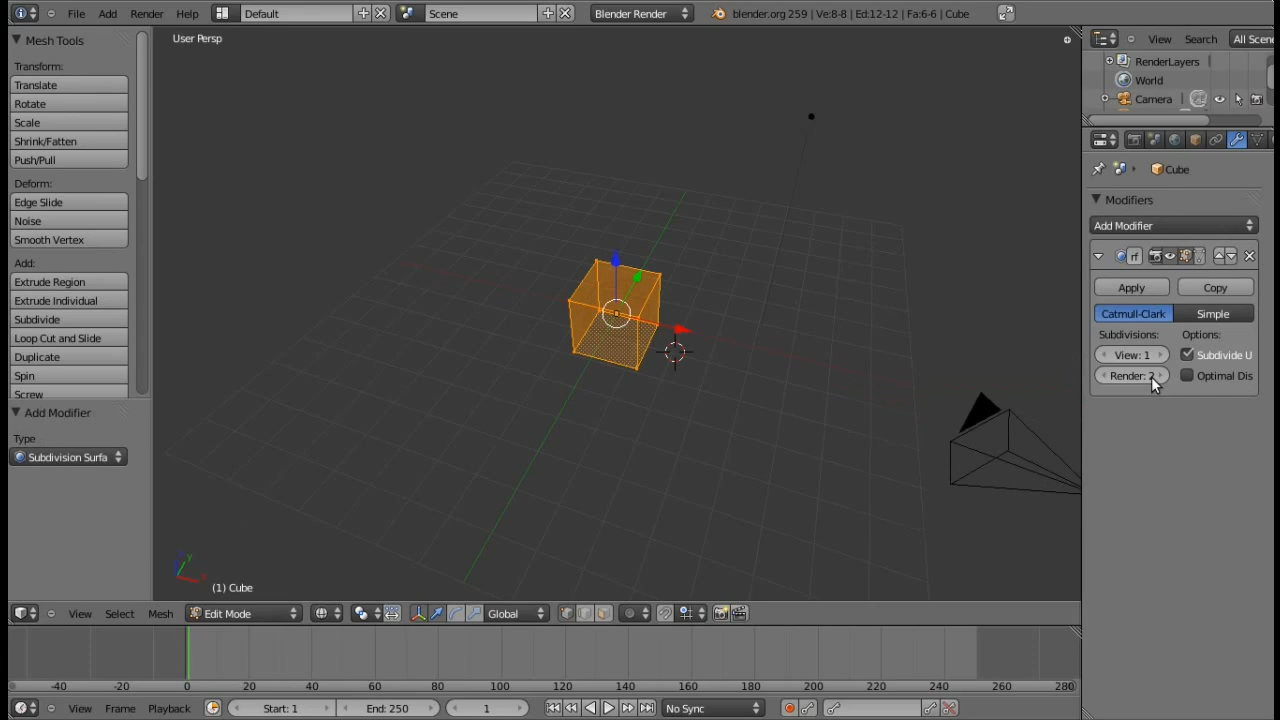 File Add Render Help Default Scene Blender Render blender.org 259 | Ve:8-8 | Ed:12-12 | Fa:6-6 | Cube
Mesh Tools
Transform:
Translate
Rotate
Scale
Shrink/Fatten
Push/Pull
Deform:
Edge Slide
Noise
Smooth Vertex
Add:
Extrude Region
Extrude Individual
Subdivide
Loop Cut and Slide
Duplicate
Spin
Screw
Add Modifier
Type
Subdivision Surfa
User Persp
y
(1) Cube
View Search All Scene
RenderLayers
World
Camera
Cube
Modifiers
Add Modifier
rf
Apply Copy
Catmull-Clark Simple
Subdivisions: Options:
View: 1 Subdivide U
Render: 2 Optimal Dis
View Select Mesh Edit Mode Global
-40 -20 0 20 40 60 80 100 120 140 160 180 200 220 240 260 280
View Frame Playback Start: 1 End: 250 1 No Sync